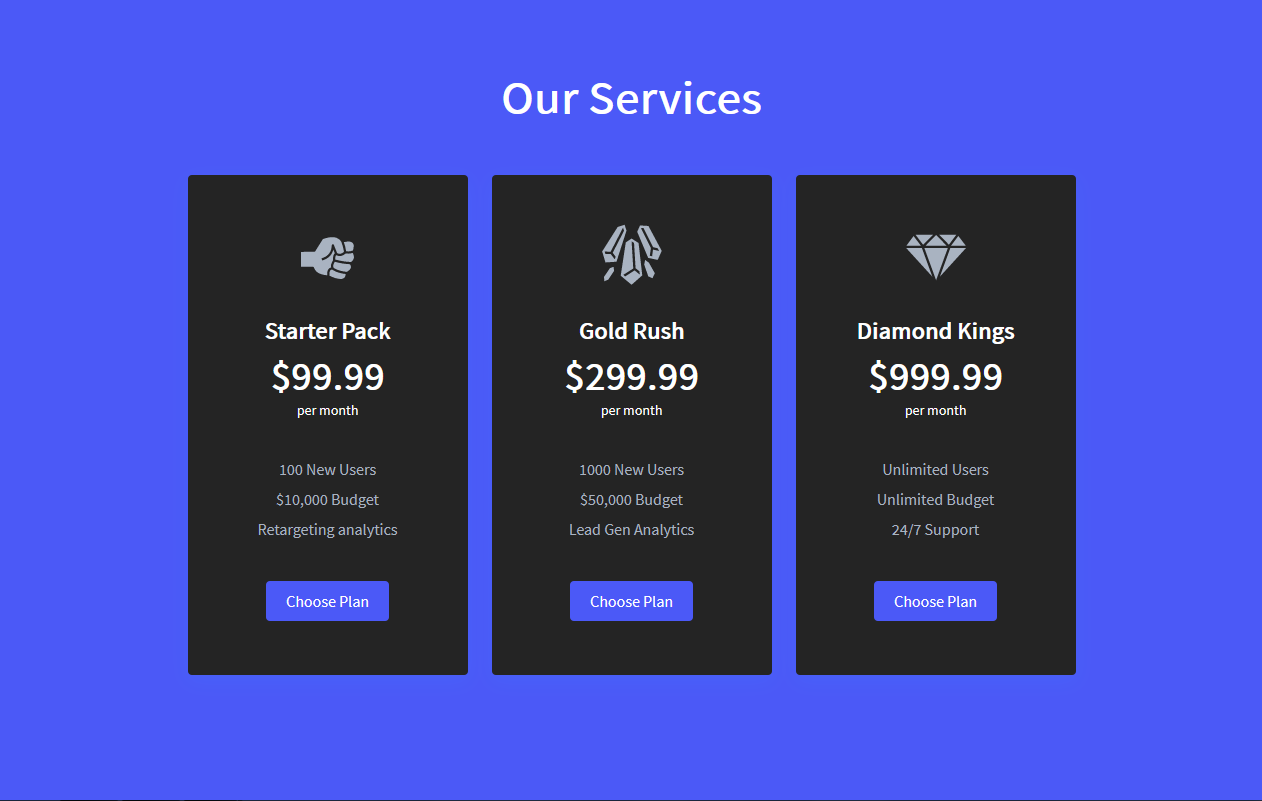 Our Services
Starter Pack
$99.99
per month
100 New Users
$10,000 Budget
Retargeting analytics
Choose Plan
Gold Rush
$299.99
per month
1000 New Users
$50,000 Budget
Lead Gen Analytics
Choose Plan
Diamond Kings
$999.99
per month
Unlimited Users
Unlimited Budget
24/7 Support
Choose Plan